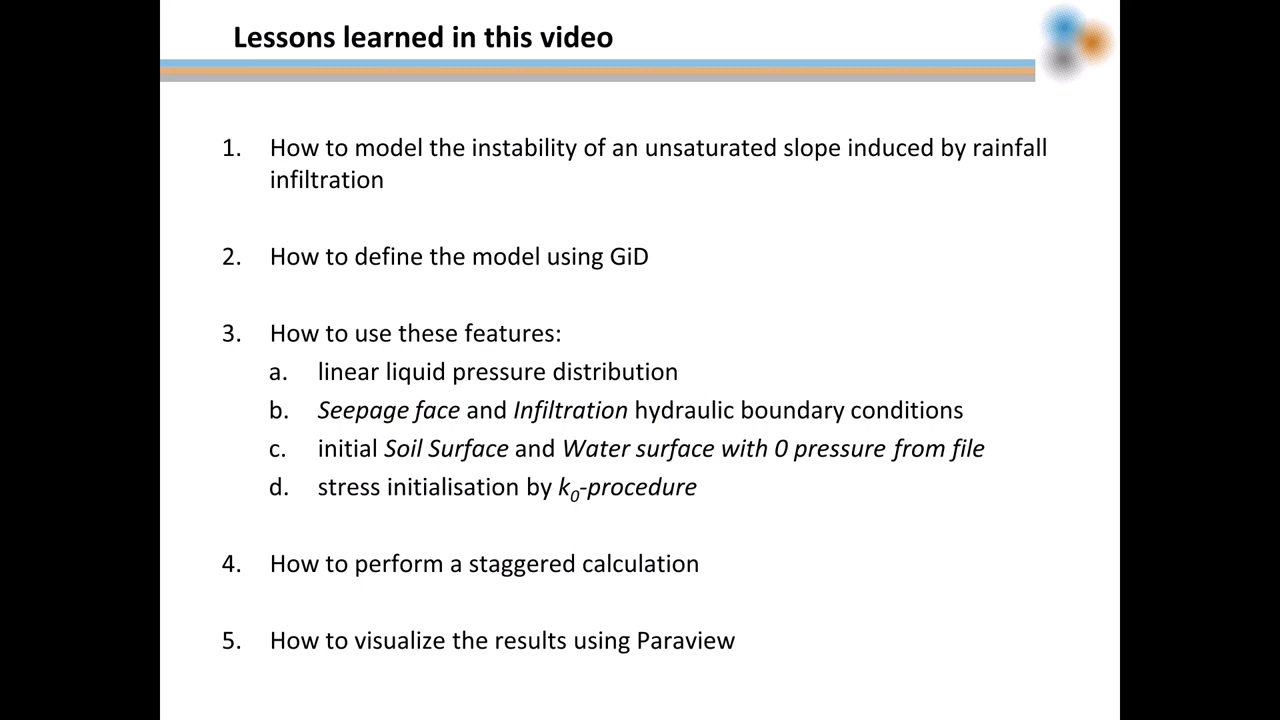 Lessons learned in this video
1. How to model the instability of an unsaturated slope induced by rainfall
infiltration
2. How to define the model using GiD
3. How to use these features:
a. linear liquid pressure distribution
b. Seepage face and Infiltration hydraulic boundary conditions
c. initial Soil Surface and Water surface with 0 pressure from file
d. stress initialisation by k0-procedure
4. How to perform a staggered calculation
5. How to visualize the results using Paraview